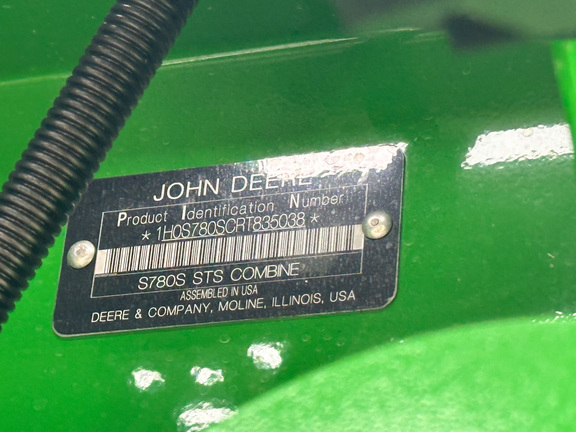 JOHN DEERE
Product Identification Number
*1H0S780SCRT835038*
S780S STS COMBINE
ASSEMBLED IN USA
DEERE & COMPANY, MOLINE, ILLINOIS, USA